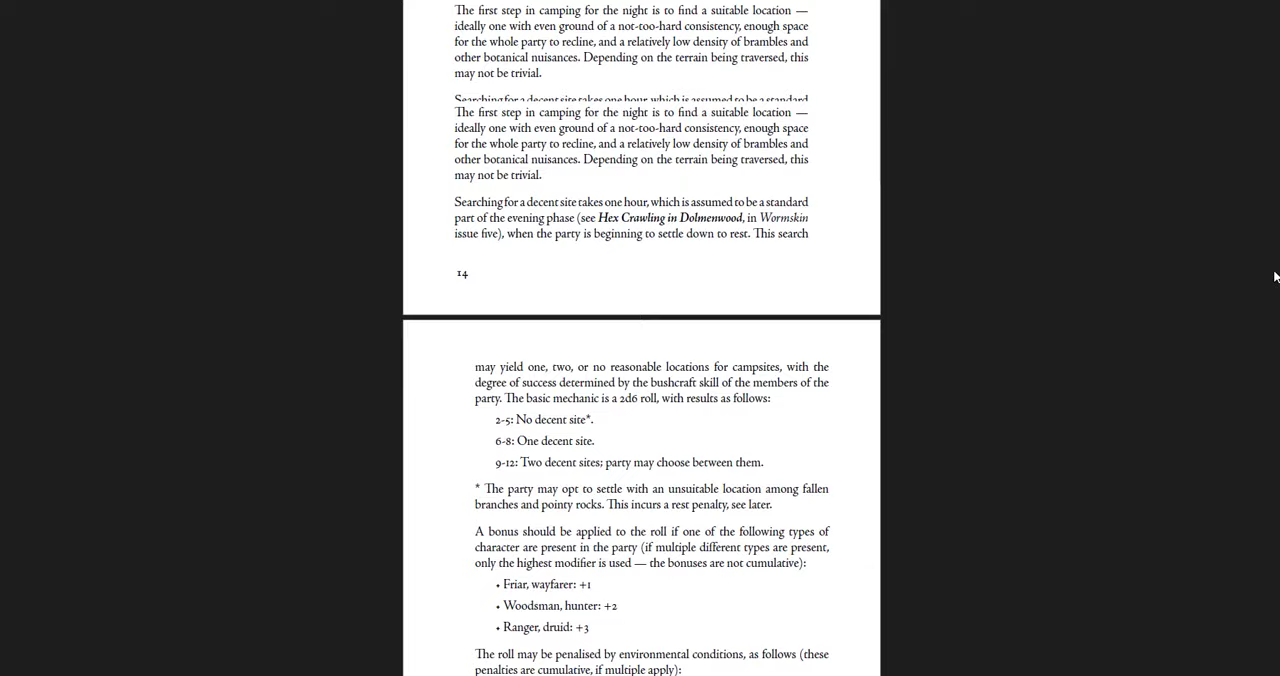 The first step in camping for the night is to find a suitable location —
ideally one with even ground of a not-too-hard consistency, enough space
for the whole party to recline, and a relatively low density of brambles and
other botanical nuisances. Depending on the terrain being traversed, this
may not be trivial.
Searching for a decent site takes one hour, which is assumed to be a standard
The first step in camping for the night is to find a suitable location —
ideally one with even ground of a not-too-hard consistency, enough space
for the whole party to recline, and a relatively low density of brambles and
other botanical nuisances. Depending on the terrain being traversed, this
may not be trivial.
Searching for a decent site takes one hour, which is assumed to be a standard
part of the evening phase (see Hex Crawling in Dolmenwood, in Wormskin
issue five), when the party is beginning to settle down to rest. This search
14
may yield one, two, or no reasonable locations for campsites, with the
degree of success determined by the bushcraft skill of the members of the
party. The basic mechanic is a 2d6 roll, with results as follows:
2-5: No decent site*.
6-8: One decent site.
9-12: Two decent sites; party may choose between them.
* The party may opt to settle with an unsuitable location among fallen
branches and pointy rocks. This incurs a rest penalty, see later.
A bonus should be applied to the roll if one of the following types of
character are present in the party (if multiple different types are present,
only the highest modifier is used — the bonuses are not cumulative):
• Friar, wayfarer: +1
• Woodsman, hunter: +2
• Ranger, druid: +3
The roll may be penalised by environmental conditions, as follows (these
penalties are cumulative, if multiple apply):